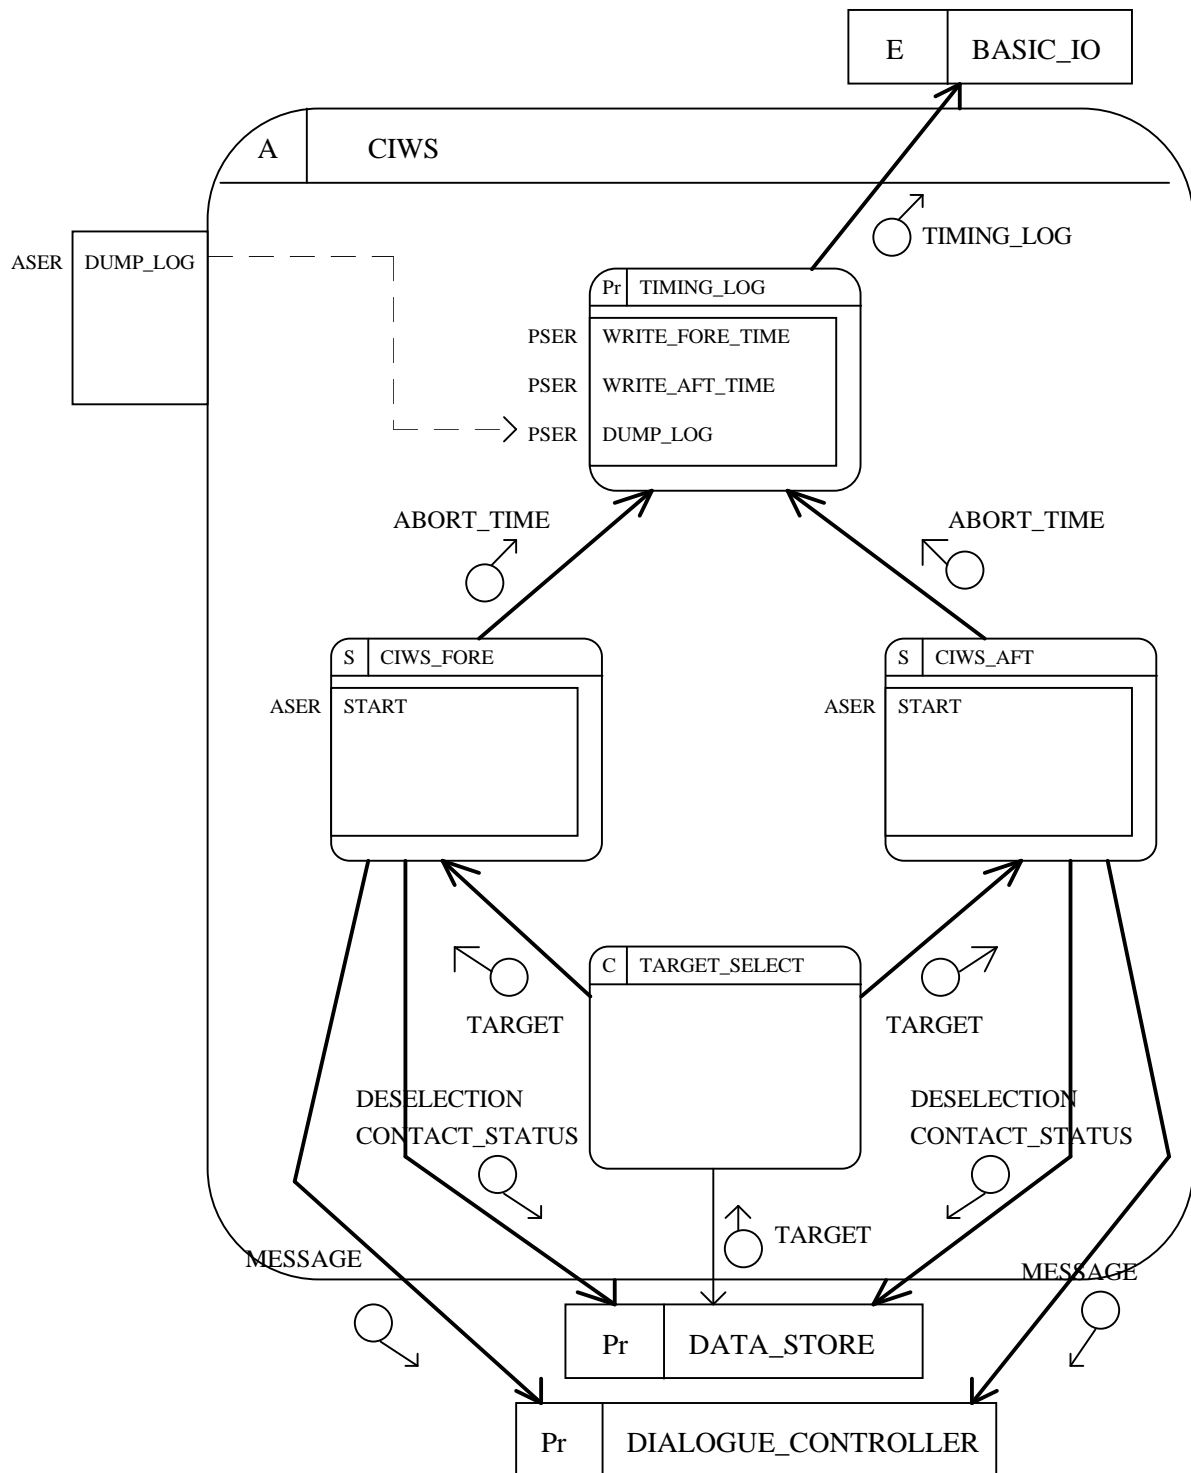 E BASIC_IO
A CIWS
TIMING_LOG
ASER DUMP_LOG
Pr TIMING_LOG
PSER WRITE_FORE_TIME
PSER WRITE_AFT_TIME
PSER DUMP_LOG
ABORT_TIME ABORT_TIME
S CIWS_FORE S CIWS_AFT
ASER START ASER START
C TARGET_SELECT
TARGET TARGET
DESELECTION DESELECTION
CONTACT_STATUS CONTACT_STATUS
TARGET
MESSAGE MESSAGE
Pr DATA_STORE
Pr DIALOGUE_CONTROLLER